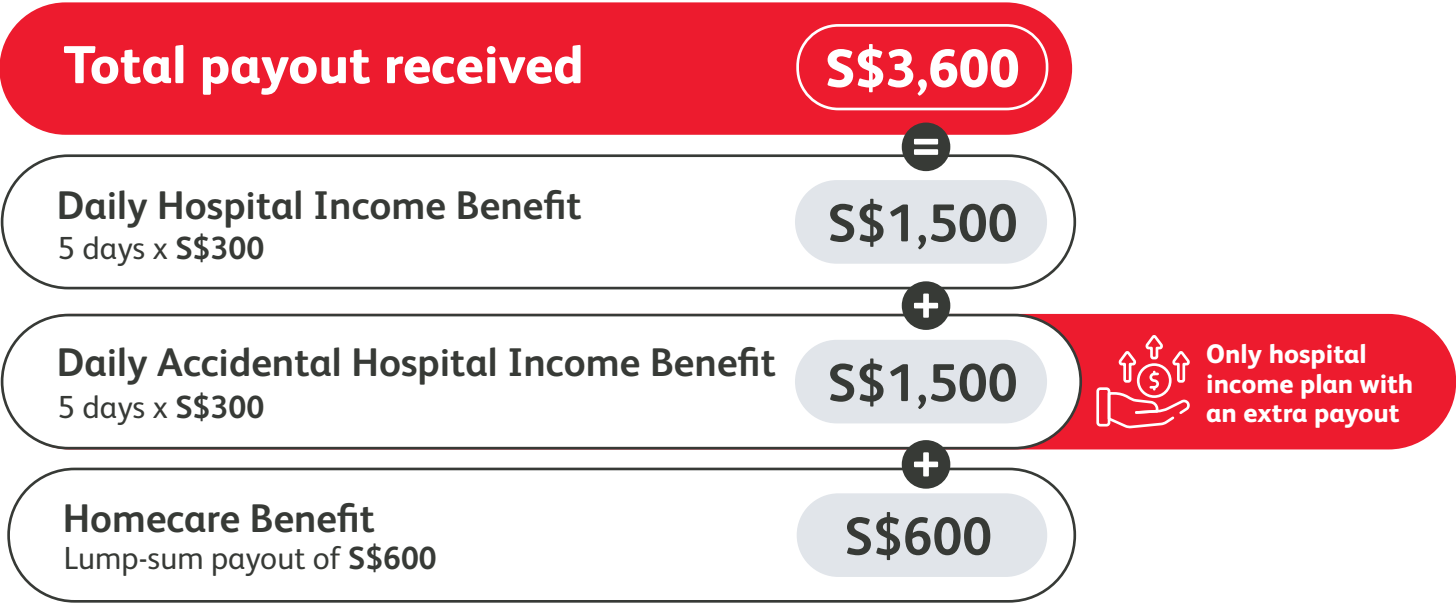 Total payout received
S$3,600
=
Daily Hospital Income Benefit
5 days x S$300
S$1,500
+
Daily Accidental Hospital Income Benefit
5 days x S$300
S$1,500
$
Only hospital
income plan with
an extra payout
+
Homecare Benefit
Lump-sum payout of S$600
S$600